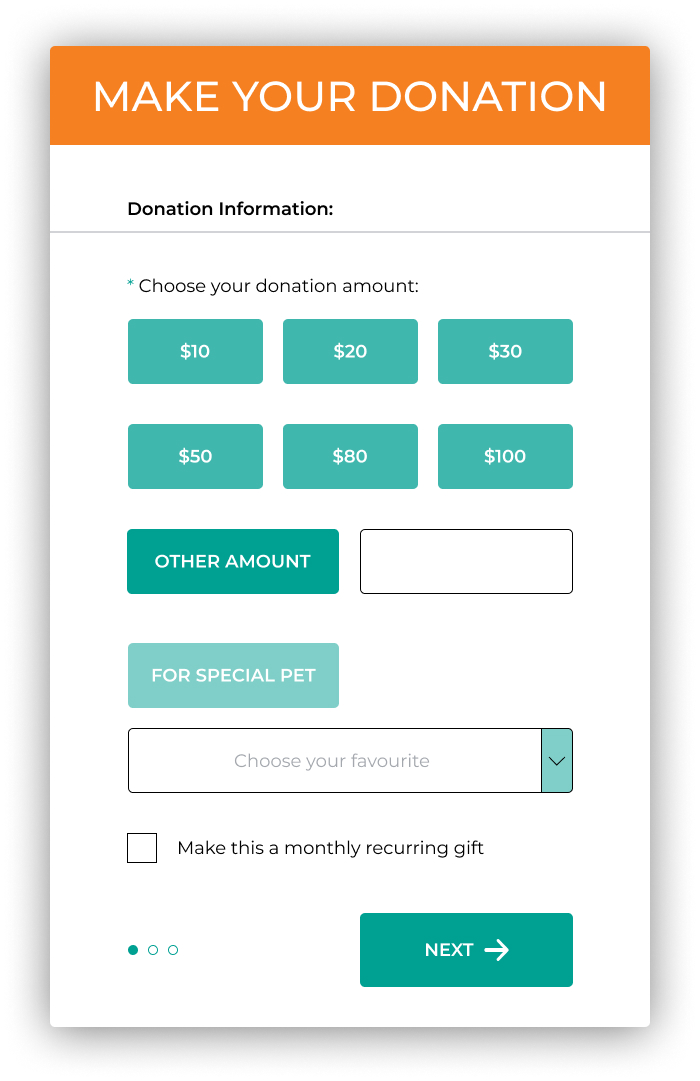 MAKE YOUR DONATION
Donation Information:
* Choose your donation amount:
$10 $20 $30
$50 $80 $100
OTHER AMOUNT
FOR SPECIAL PET
Choose your favourite
Make this a monthly recurring gift
NEXT